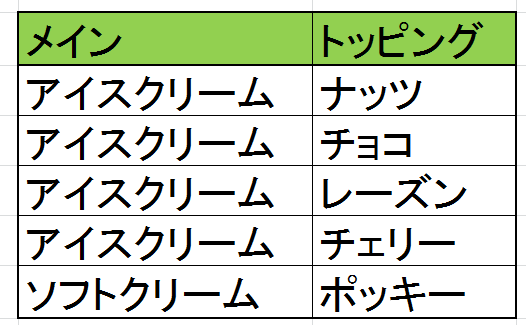 メイン トッピング
アイスクリーム ナッツ
アイスクリーム チョコ
アイスクリーム レーズン
アイスクリーム チェリー
ソフトクリーム ポッキー